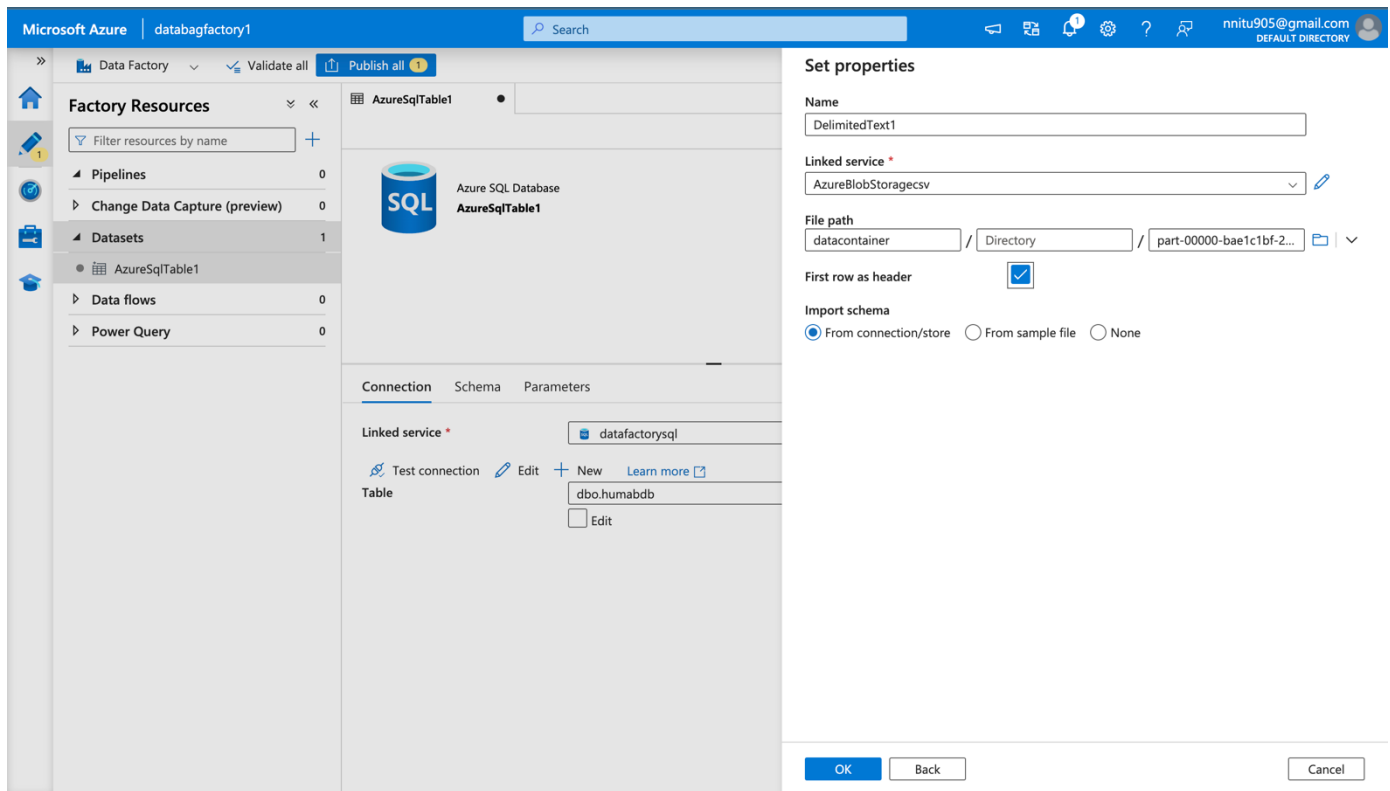 Microsoft Azure databagfactory1 Search 1 ? nnitu905@gmail.com
DEFAULT DIRECTORY
Data Factory Validate all Publish all 1
Factory Resources
Filter resources by name
1
Pipelines 0
Change Data Capture (preview) 0
Datasets 1
AzureSqlTable1
Data flows 0
Power Query 0
AzureSqlTable1
SQL
Azure SQL Database
AzureSqlTable1
Connection Schema Parameters
Linked service * datafactorysql
Test connection Edit New Learn more
Table dbo.humabdb
Edit
Set properties
Name
DelimitedText1
Linked service *
AzureBlobStoragecsv
File path
datacontainer / Directory / part-00000-bae1c1bf-2...
First row as header
Import schema
From connection/store From sample file None
OK Back Cancel